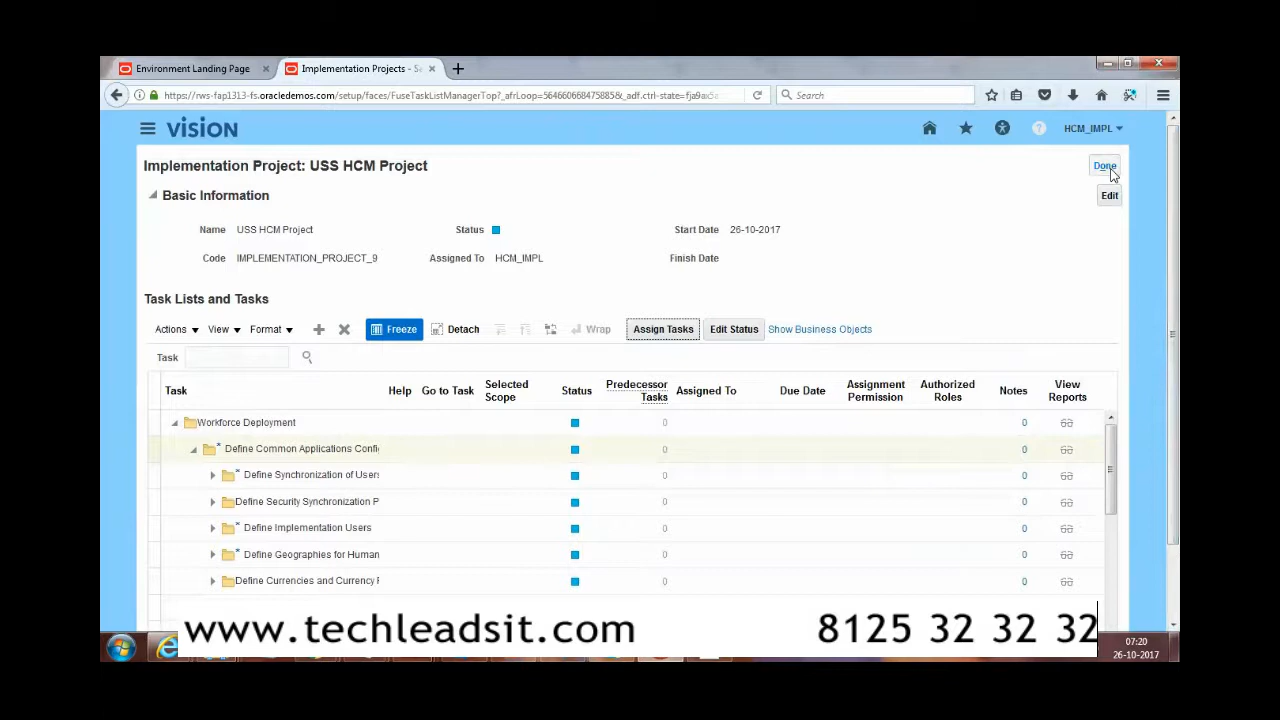 Environment Landing Page
Implementation Projects - Se
https://rws-fap1313-fs.oracledemos.com/setup/faces/FuseTaskListManagerTop?_afrLoop=5646606684758858&_adf.ctrl-state=fja9ai5a
Search
VISION
HCM_IMPL
Implementation Project: USS HCM Project
Done
Basic Information
Edit
Name USS HCM Project Status Start Date 26-10-2017
Code IMPLEMENTATION_PROJECT_9 Assigned To HCM_IMPL Finish Date
Task Lists and Tasks
Actions View Format Freeze Detach Wrap Assign Tasks Edit Status Show Business Objects
Task
Task Help Go to Task Selected Scope Status Predecessor Tasks Assigned To Due Date Assignment Permission Authorized Roles Notes View Reports
Workforce Deployment 0 0
* Define Common Applications Config 0 0
* Define Synchronization of Users 0 0
Define Security Synchronization P 0 0
* Define Implementation Users 0 0
* Define Geographies for Human 0 0
Define Currencies and Currency F 0 0
www.techleadsit.com 8125 32 32 32
07:20
26-10-2017